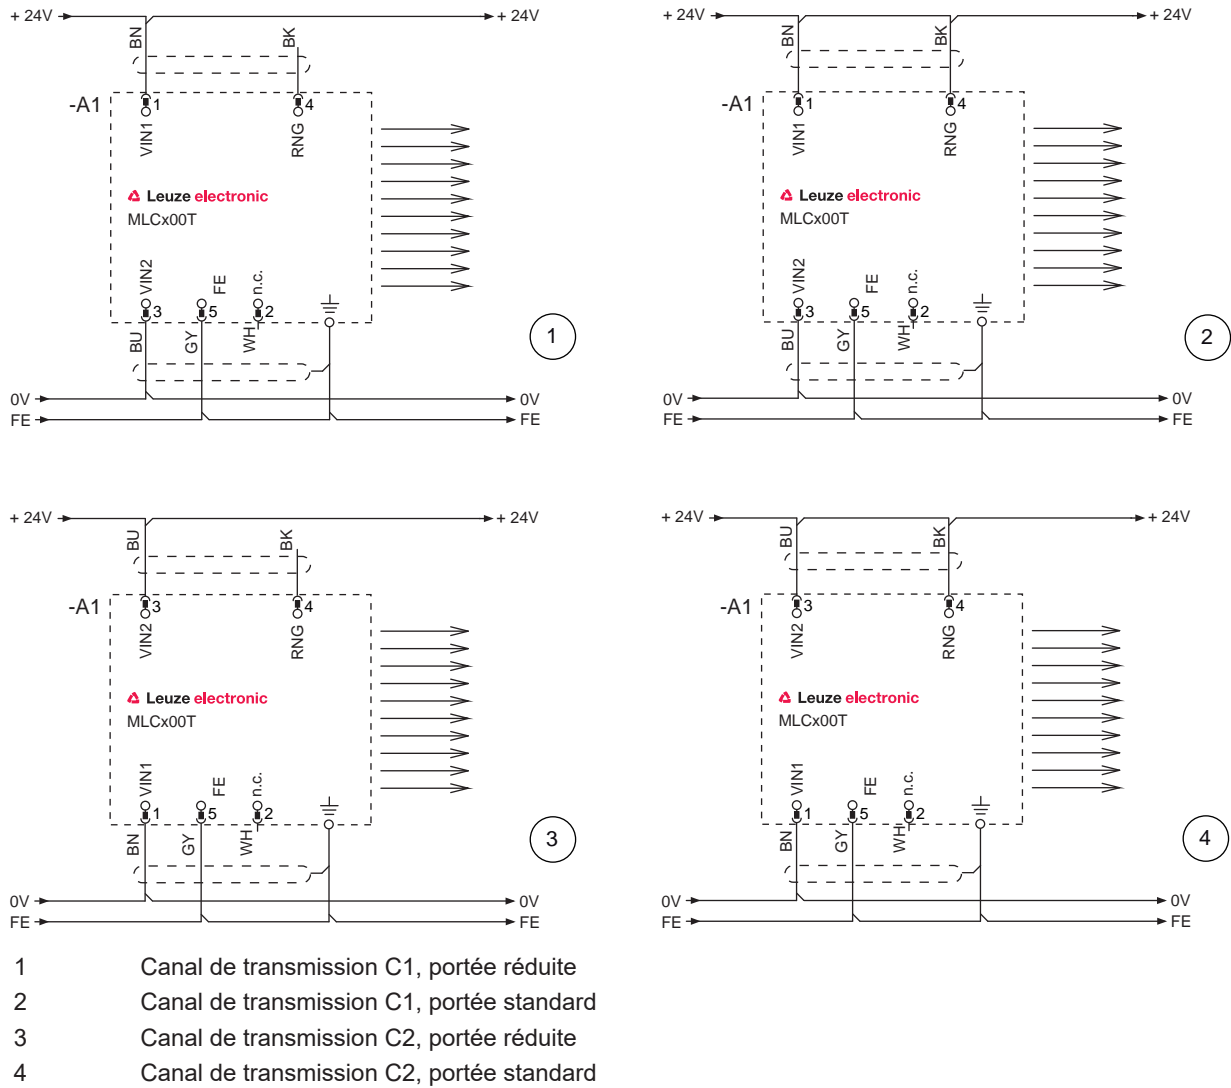 + 24V + 24V
BN BK
-A1 1 4
VIN1 RNG
Leuze electronic
MLCx00T
VIN2 FE n.c.
3 5 2
BU GY WH
1
0V 0V
FE FE
+ 24V + 24V
BN BK
-A1 1 4
VIN1 RNG
Leuze electronic
MLCx00T
VIN2 FE n.c.
3 5 2
BU GY WH
2
0V 0V
FE FE
+ 24V + 24V
BU BK
-A1 3 4
VIN2 RNG
Leuze electronic
MLCx00T
VIN1 FE n.c.
1 5 2
BN GY WH
3
0V 0V
FE FE
+ 24V + 24V
BU BK
-A1 3 4
VIN2 RNG
Leuze electronic
MLCx00T
VIN1 FE n.c.
1 5 2
BN GY WH
4
0V 0V
FE FE
1 Canal de transmission C1, portée réduite
2 Canal de transmission C1, portée standard
3 Canal de transmission C2, portée réduite
4 Canal de transmission C2, portée standard